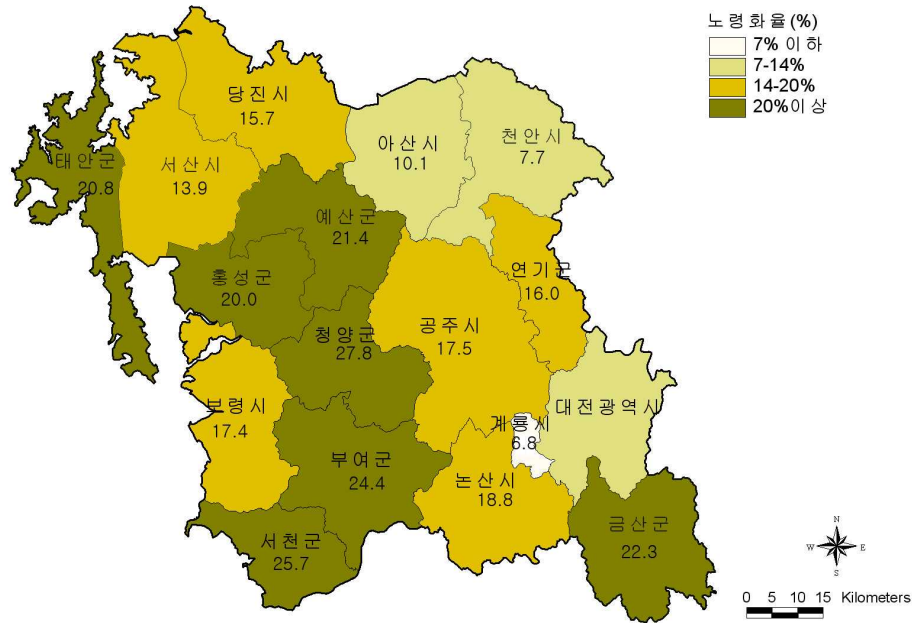 노령화율(%)
7% 이하
7-14%
14-20%
20%이상
당진시
15.7
아산시
10.1
천안시
7.7
태안군
20.8
서산시
13.9
예산군
21.4
홍성군
20.0
연기군
16.0
공주시
17.5
청양군
27.8
보령시
17.4
대전광역시
계룡시
6.8
부여군
24.4
논산시
18.8
금산군
22.3
서천군
25.7
N
W E
S
0 5 10 15 Kilometers